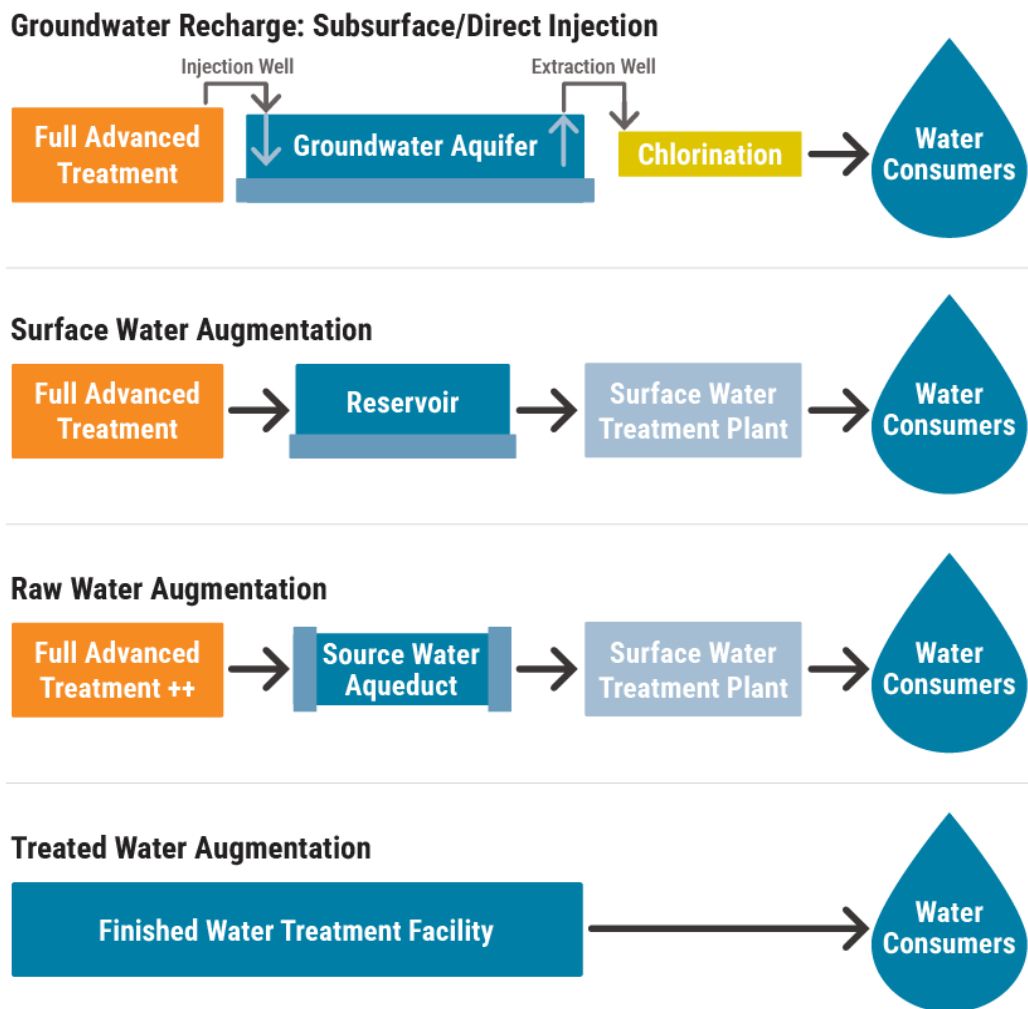 Groundwater Recharge: Subsurface/Direct Injection
Injection Well
Extraction Well
Full Advanced
Treatment
Groundwater Aquifer
Chlorination
Water
Consumers
Surface Water Augmentation
Full Advanced
Treatment
Reservoir
Surface Water
Treatment Plant
Water
Consumers
Raw Water Augmentation
Full Advanced
Treatment ++
Source Water
Aqueduct
Surface Water
Treatment Plant
Water
Consumers
Treated Water Augmentation
Finished Water Treatment Facility
Water
Consumers